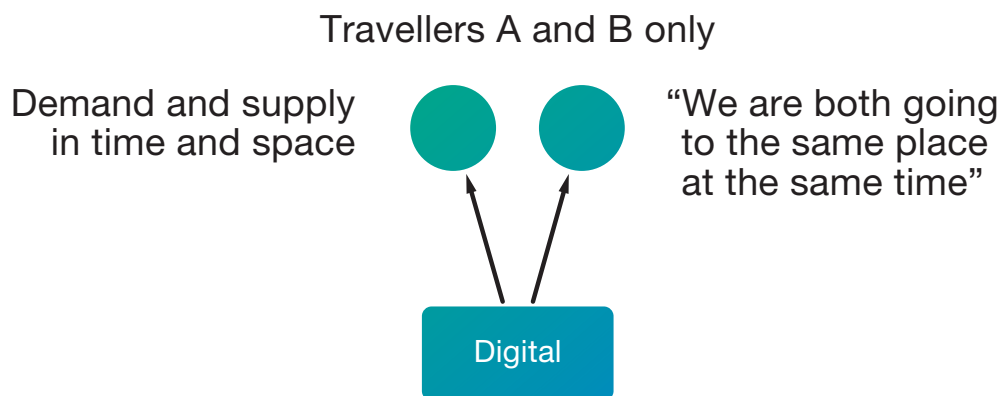 Travellers A and B only
Demand and supply
in time and space
“We are both going
to the same place
at the same time”
Digital